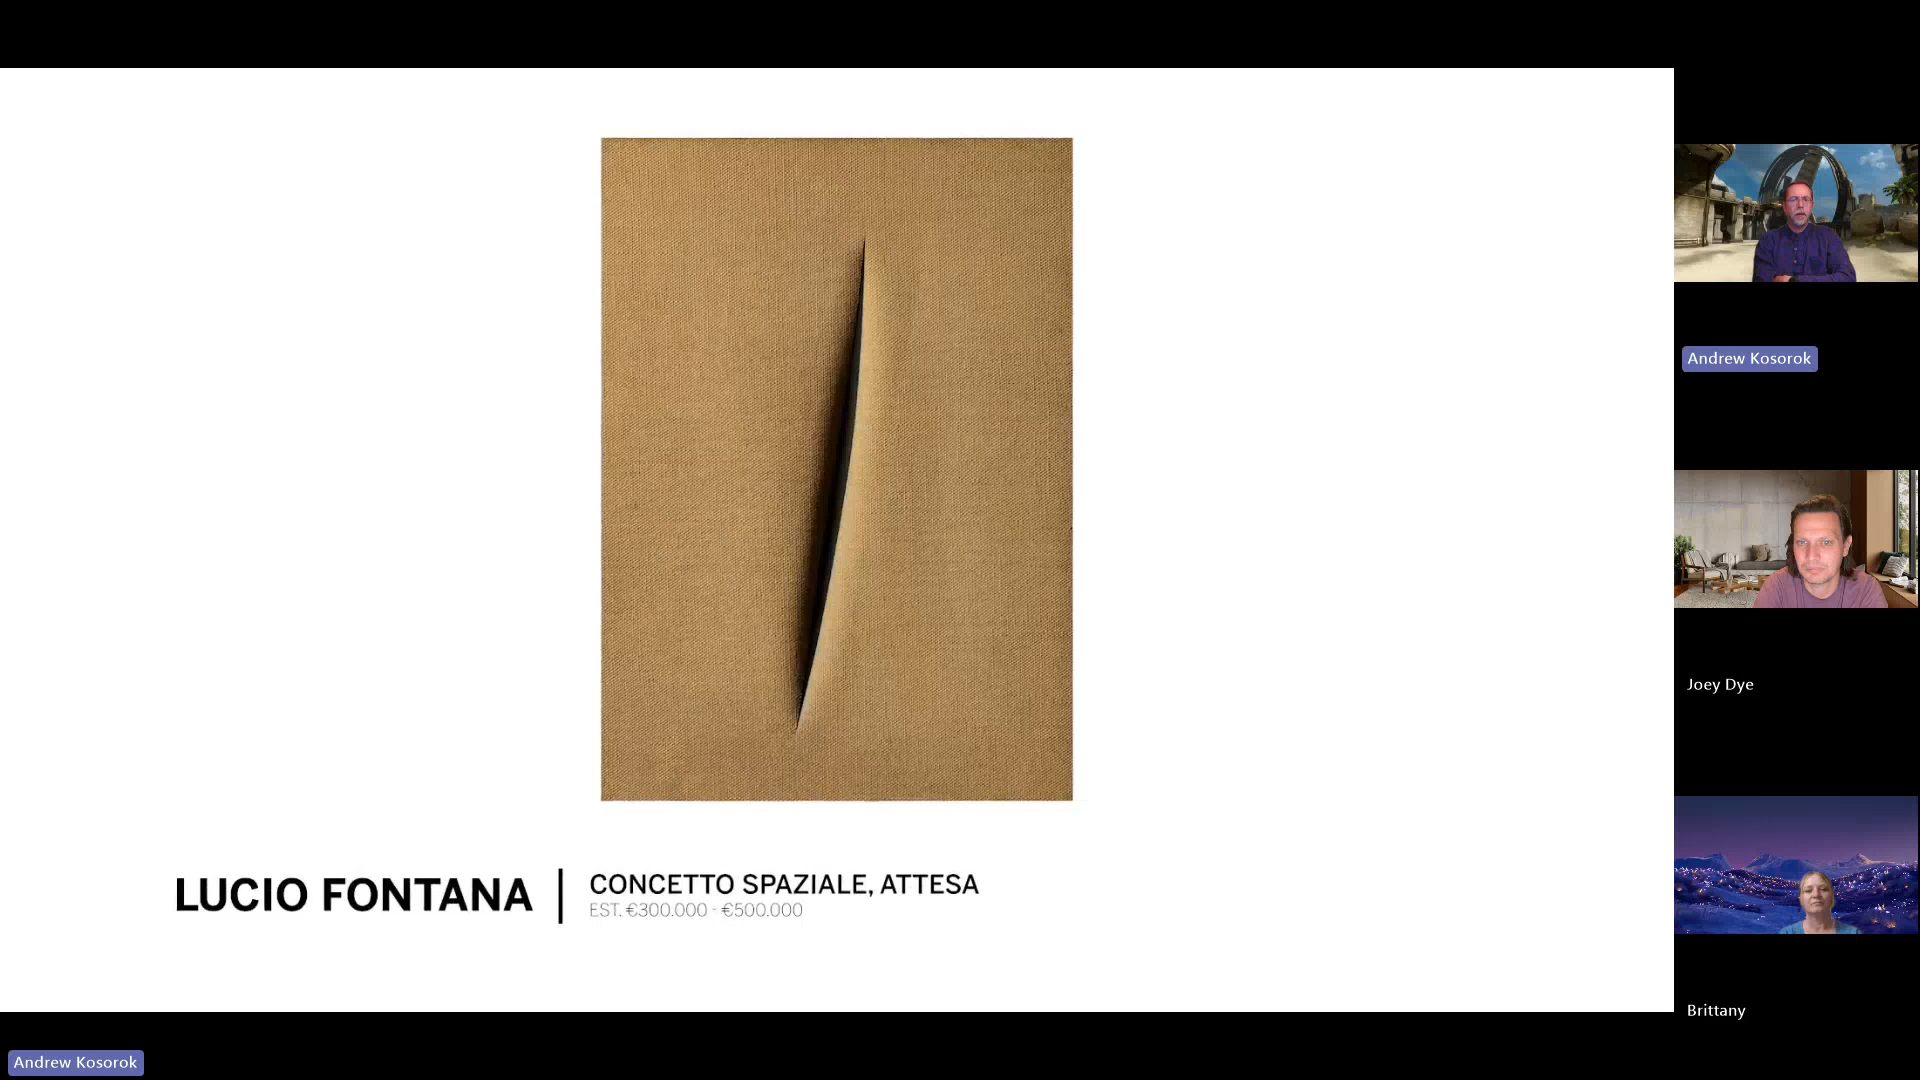 LUCIO FONTANA
CONCETTO SPAZIALE, ATTESA
EST. €300.000 - €500.000
Andrew Kosorok
Joey Dye
Brittany
Andrew Kosorok